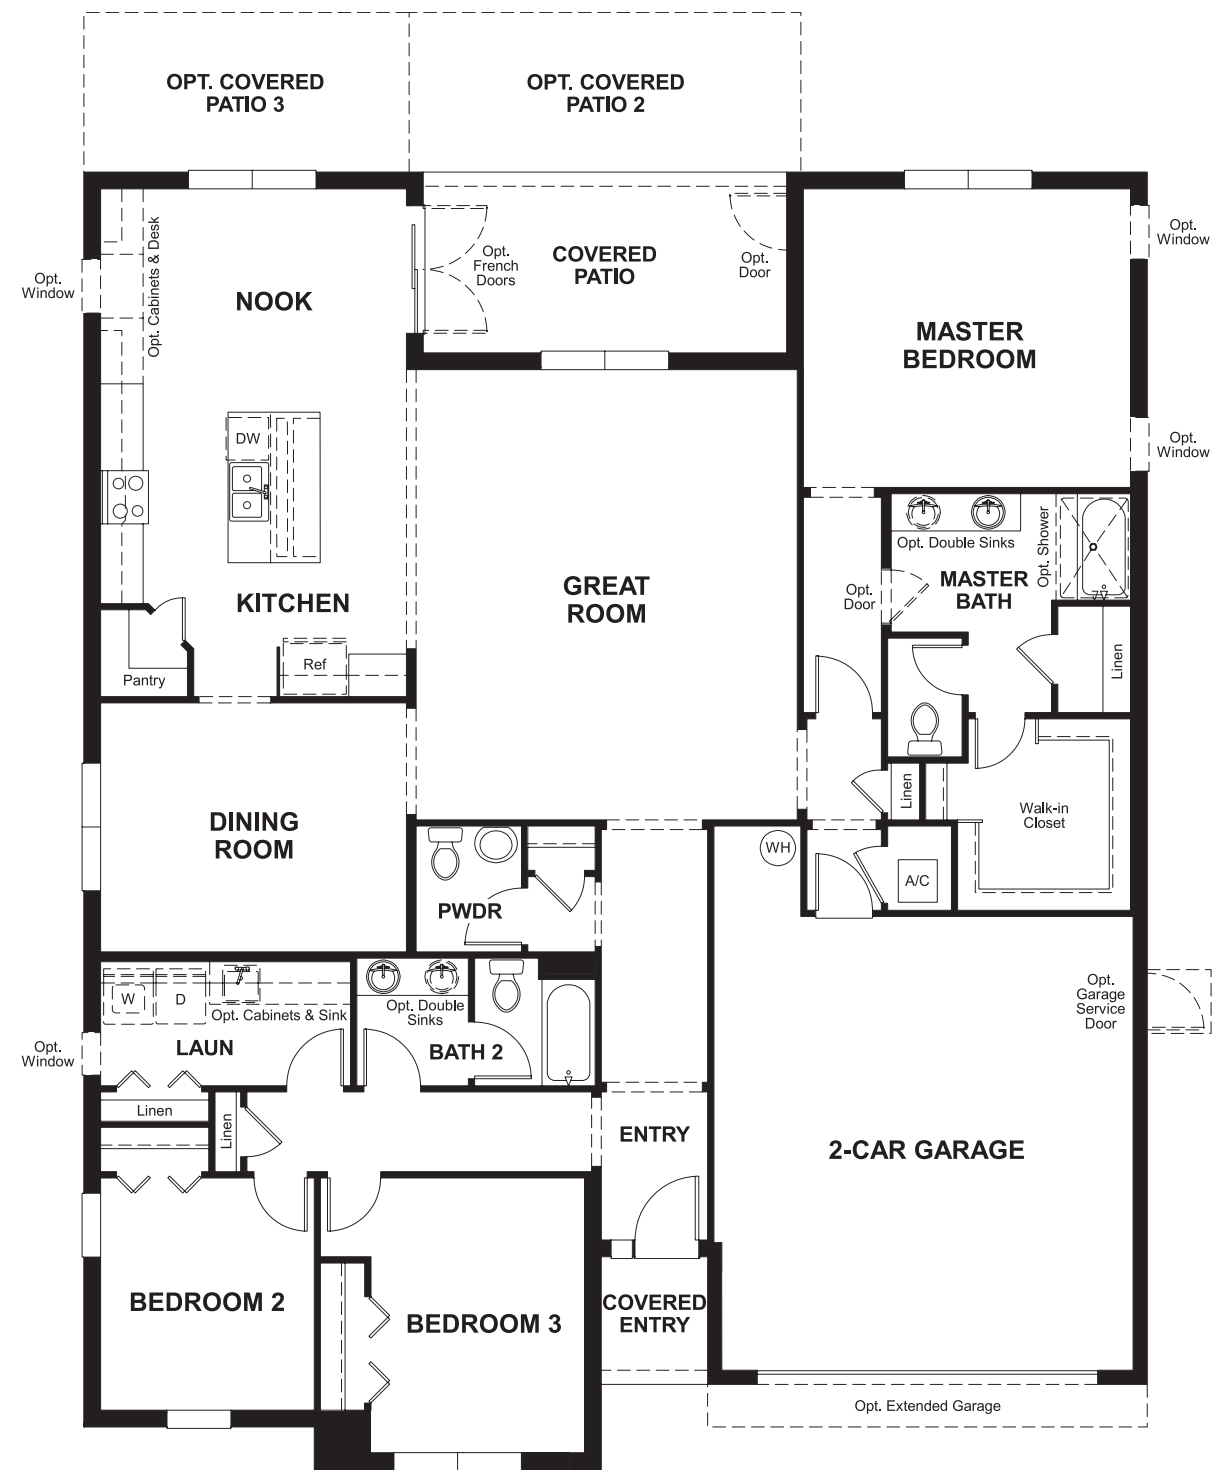 OPT. COVERED
PATIO 3
OPT. COVERED
PATIO 2
Opt.
Window
Opt. Cabinets & Desk
NOOK
Opt.
French
Doors
COVERED
PATIO
Opt.
Door
MASTER
BEDROOM
Opt.
Window
Opt.
Window
DW
KITCHEN
Pantry
Ref
GREAT
ROOM
Opt. Double Sinks
Opt. Shower
MASTER
BATH
Opt.
Door
Linen
Linen
Walk-in
Closet
DINING
ROOM
PWDR
WH
A/C
W
D
Opt. Cabinets & Sink
LAUN
Opt.
Window
Opt. Double
Sinks
BATH 2
Linen
Linen
ENTRY
2-CAR GARAGE
Opt.
Garage
Service
Door
BEDROOM 2
BEDROOM 3
COVERED
ENTRY
Opt. Extended Garage